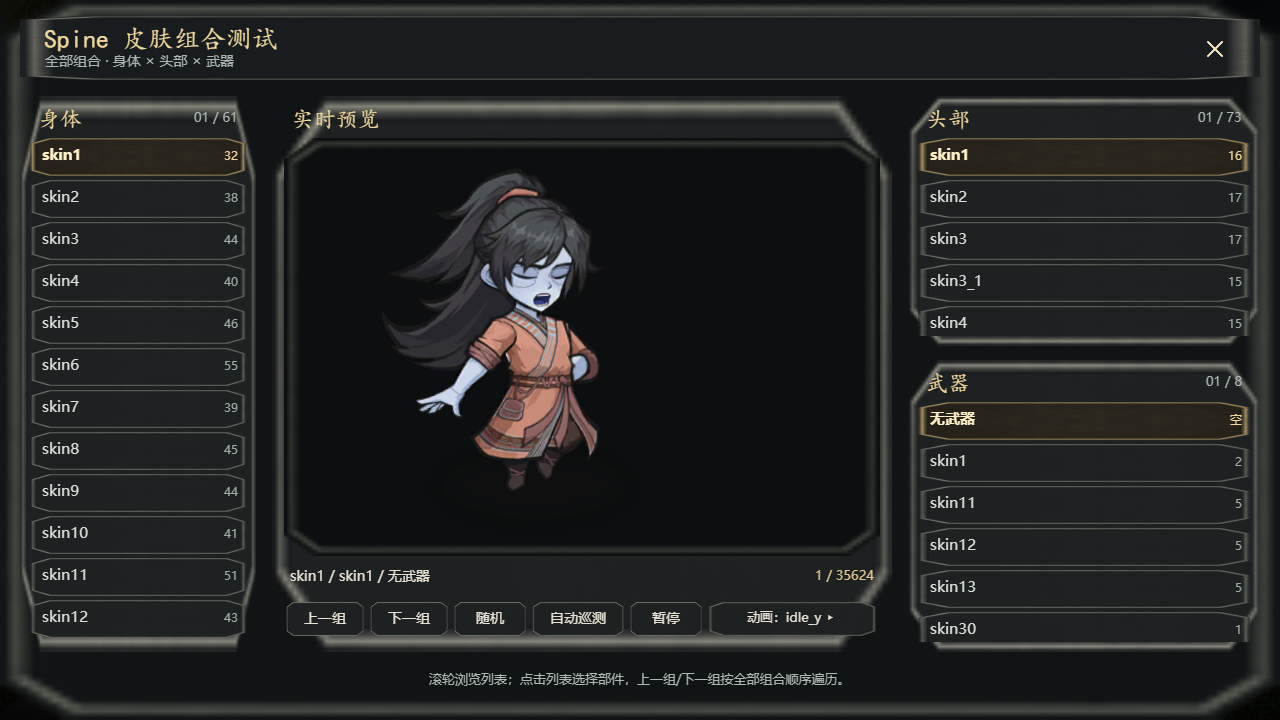 Spine 皮肤组合测试
全部组合 · 身体 × 头部 × 武器
身体 01 / 61
skin1 32
skin2 38
skin3 44
skin4 40
skin5 46
skin6 55
skin7 39
skin8 45
skin9 44
skin10 41
skin11 51
skin12 43
实时预览
skin1 / skin1 / 无武器 1 / 35624
上一组 下一组 随机 自动巡测 暂停 动画：idle_y ▸
头部 01 / 73
skin1 16
skin2 17
skin3 17
skin3_1 15
skin4 15
武器 01 / 8
无武器 空
skin1 2
skin11 5
skin12 5
skin13 5
skin30 1
滚轮浏览列表；点击列表选择部件，上一组/下一组按全部组合顺序遍历。